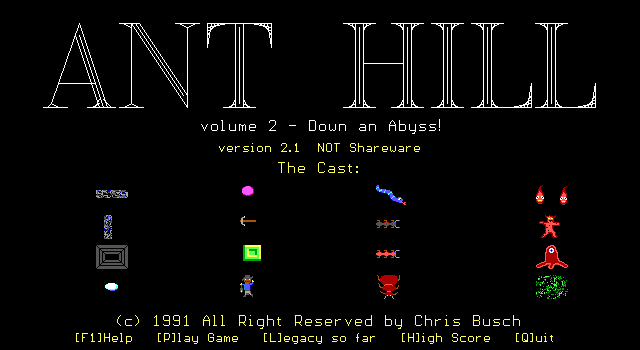 ANT HILL
volume 2 - Down an Abyss!
version 2.1 NOT Shareware
The Cast:
(c) 1991 All Right Reserved by Chris Busch
[F1]Help [P]lay Game [L]egacy so far [H]igh Score [Q]uit